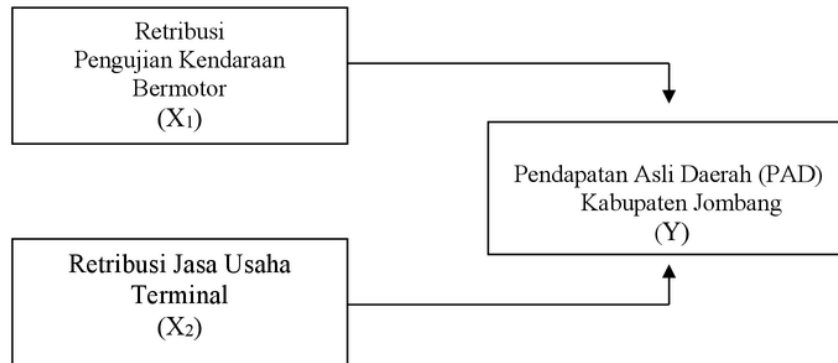 Retribusi
Pengujian Kendaraan
Bermotor
(X₁)
Pendapatan Asli Daerah (PAD)
Kabupaten Jombang
(Y)
Retribusi Jasa Usaha
Terminal
(X₂)